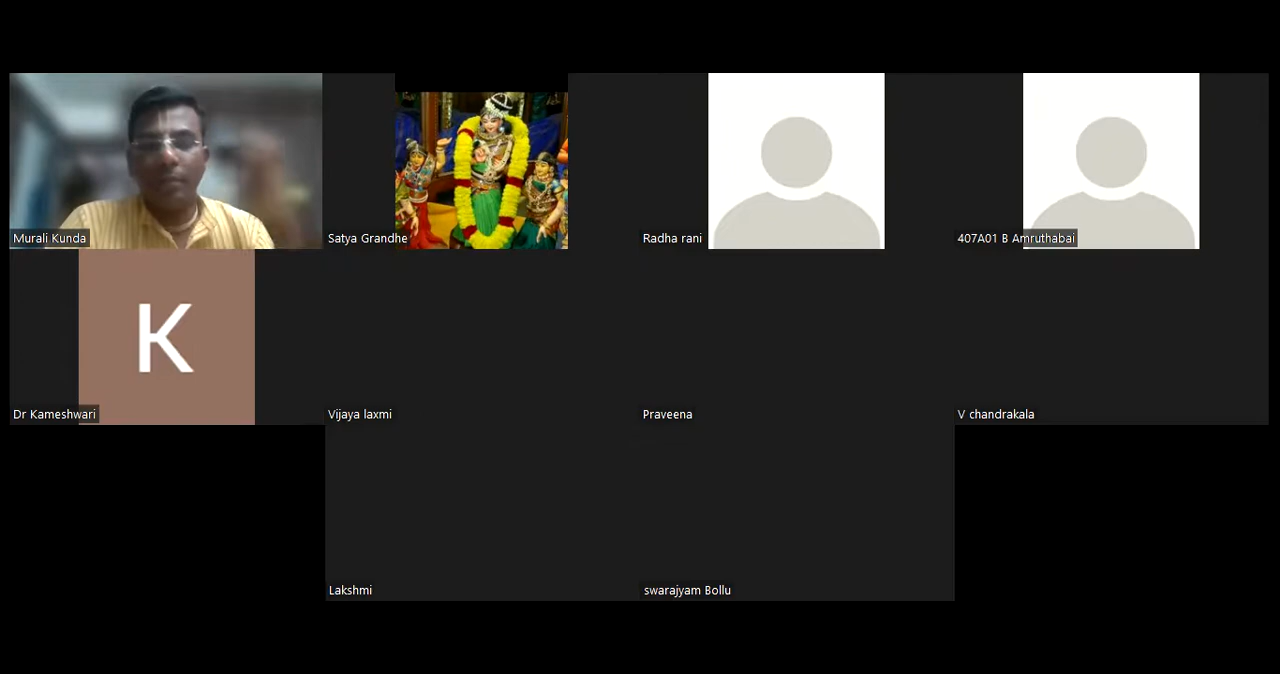 Murali Kunda
Satya Grandhe
Radha rani
407A01 B Amruthabai
K
Dr Kameshwari
Vijaya laxmi
Praveena
V chandrakala
Lakshmi
swarajyam Bollu